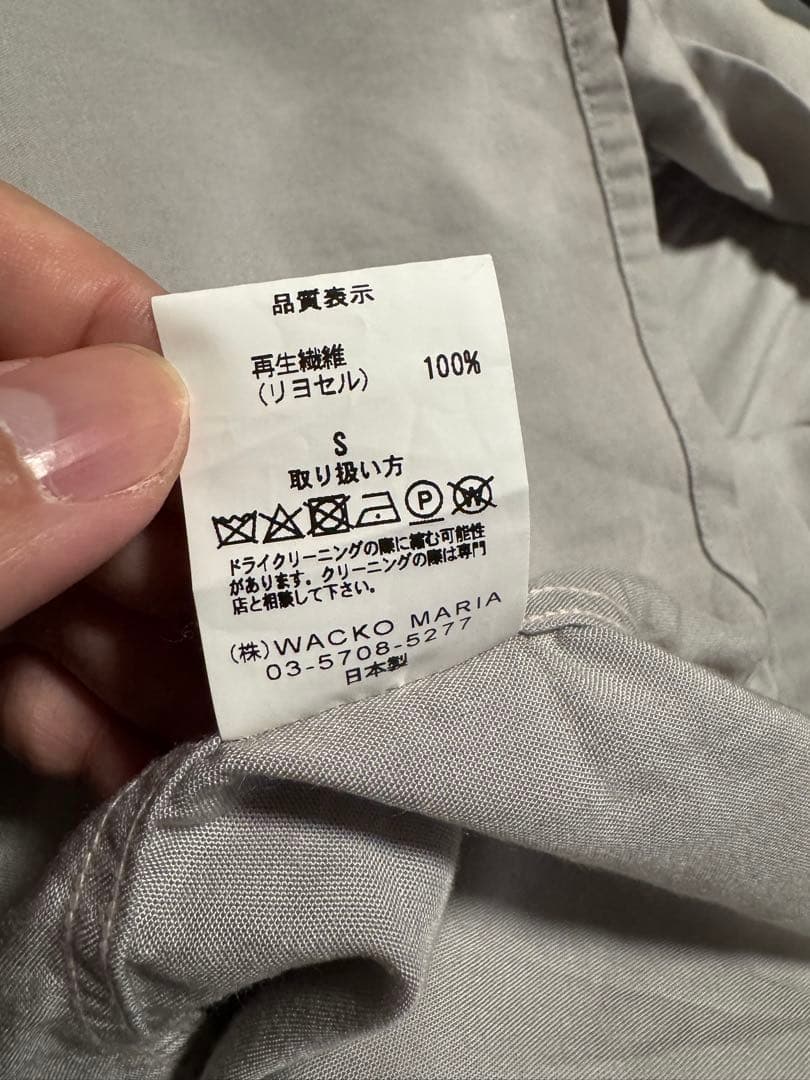 品質表示
再生繊維 100%
(リヨセル)
S
取り扱い方
P W
ドライクリーニングの際に縮む可能性
があります。クリーニングの際は専門
店と相談して下さい。
(株)WACKO MARIA
03-5708-5277
日本製